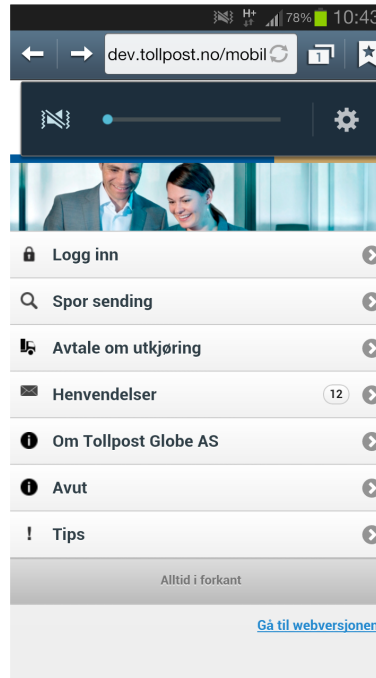 H+ 78% 10:43
dev.tollpost.no/mobil
1
Logg inn
Spor sending
Avtale om utkjøring
Henvendelser 12
Om Tollpost Globe AS
Avut
Tips
Alltid i forkant
Gå til webversjonen